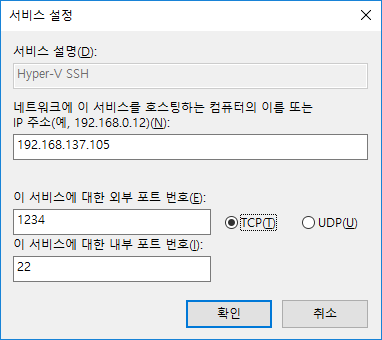 서비스 설정
서비스 설명(D):
Hyper-V SSH
네트워크에 이 서비스를 호스팅하는 컴퓨터의 이름 또는
IP 주소(예, 192.168.0.12)(N):
192.168.137.105
이 서비스에 대한 외부 포트 번호(E):
1234
TCP(T)
UDP(U)
이 서비스에 대한 내부 포트 번호(I):
22
확인
취소